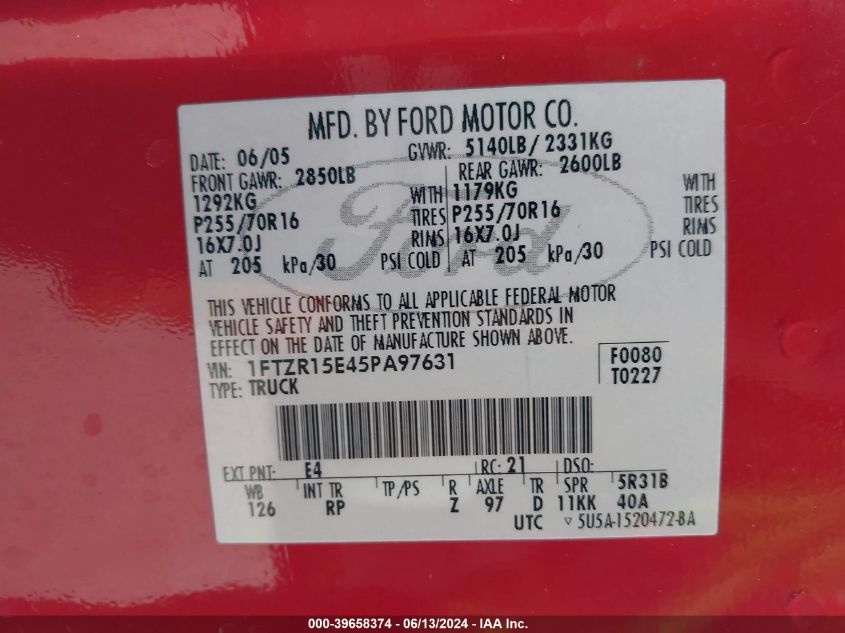 MFD. BY FORD MOTOR CO.
DATE: 06/05 GVWR: 5140LB/ 2331KG
FRONT GAWR: 2850LB REAR GAWR: 2600LB
1292KG WITH 1179KG WITH
P255/70R16 TIRES P255/70R16 TIRES
16X7.0J RIMS 16X7.0J RIMS
AT 205 kPa/30 PSI COLD AT 205 kPa/30 PSI COLD
Ford
THIS VEHICLE CONFORMS TO ALL APPLICABLE FEDERAL MOTOR
VEHICLE SAFETY AND THEFT PREVENTION STANDARDS IN
EFFECT ON THE DATE OF MANUFACTURE SHOWN ABOVE.
VIN: 1FTZR15E45PA97631 F0080
TYPE: TRUCK T0227
EXT PNT: E4 RC: 21 DSO:
WB INT TR TP/PS R AXLE TR SPR 5R31B
126 RP Z 97 D 11KK 40A
UTC ▽ 5U5A-1520472-BA
000-39658374 - 06/13/2024 - IAA Inc.